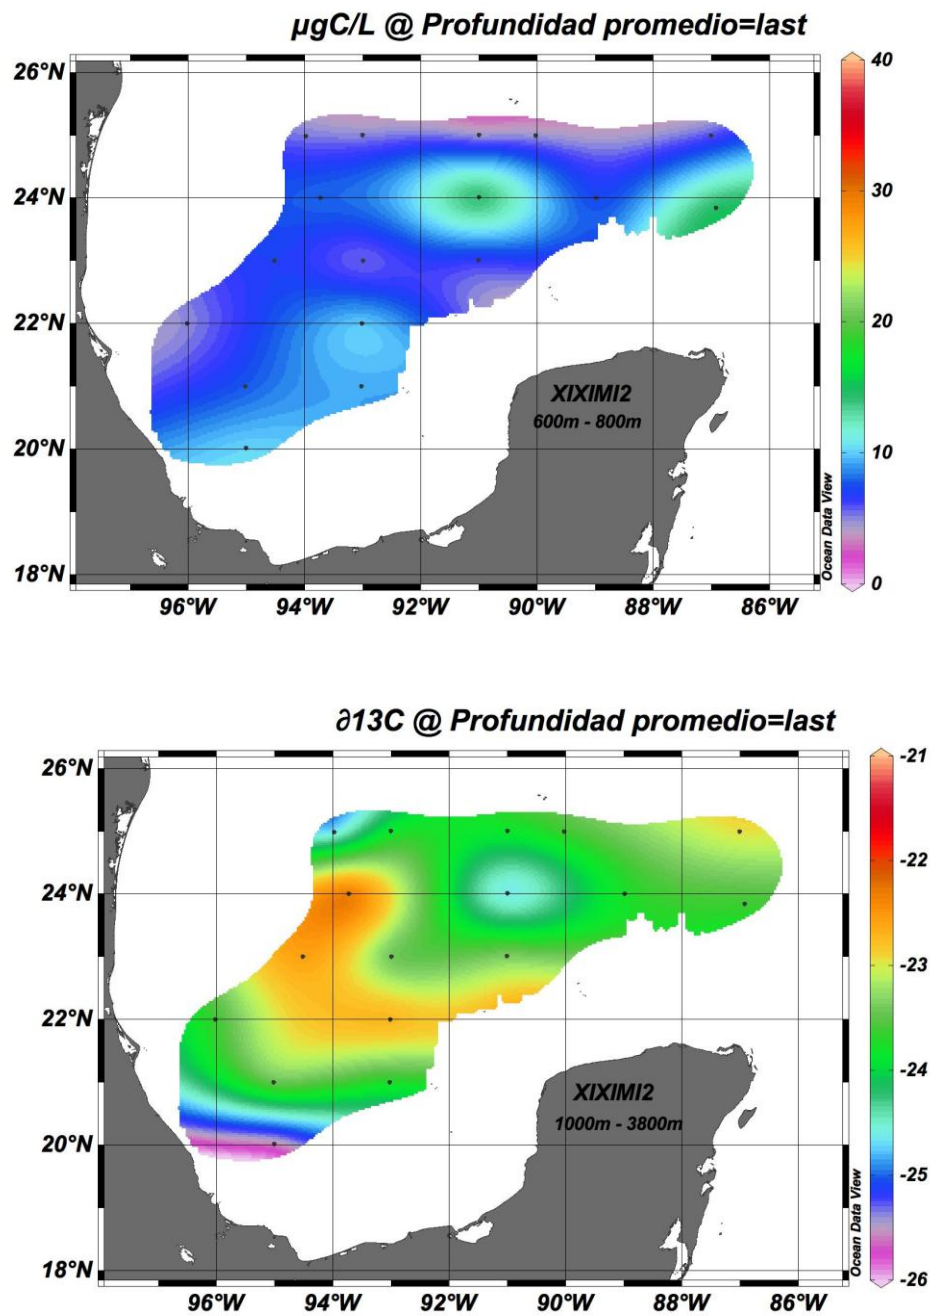 µgC/L @ Profundidad promedio=last
26°N
24°N
22°N
20°N
18°N
96°W
94°W
92°W
90°W
88°W
86°W
XIXIMI2
600m - 800m
Ocean Data View
40
30
20
10
0
∂13C @ Profundidad promedio=last
26°N
24°N
22°N
20°N
18°N
96°W
94°W
92°W
90°W
88°W
86°W
XIXIMI2
1000m - 3800m
Ocean Data View
-21
-22
-23
-24
-25
-26